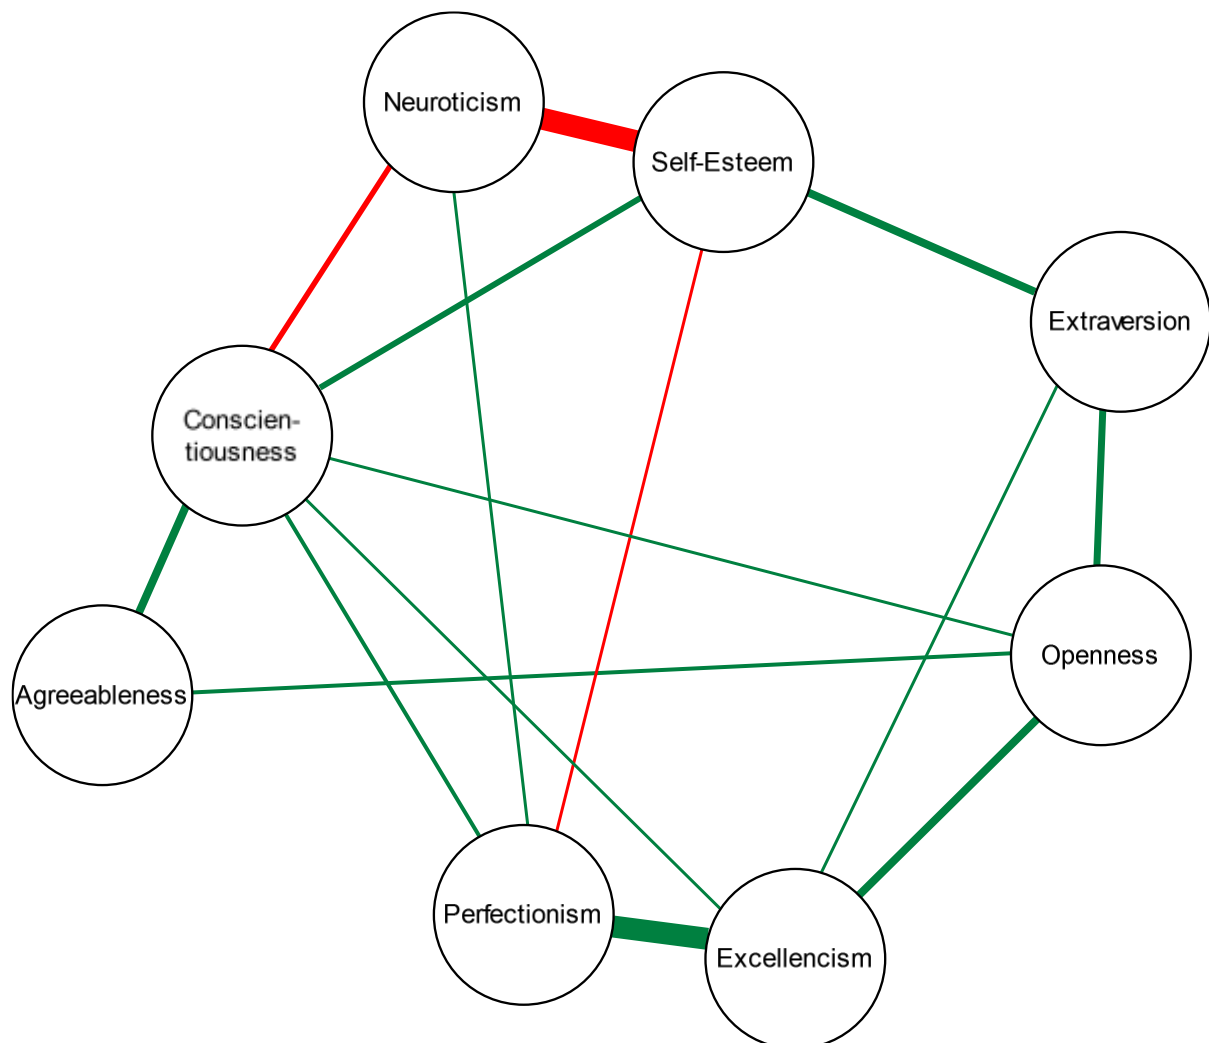 Neuroticism
Self-Esteem
Extraversion
Conscien-
tiousness
Openness
Agreeableness
Perfectionism
Excellencism